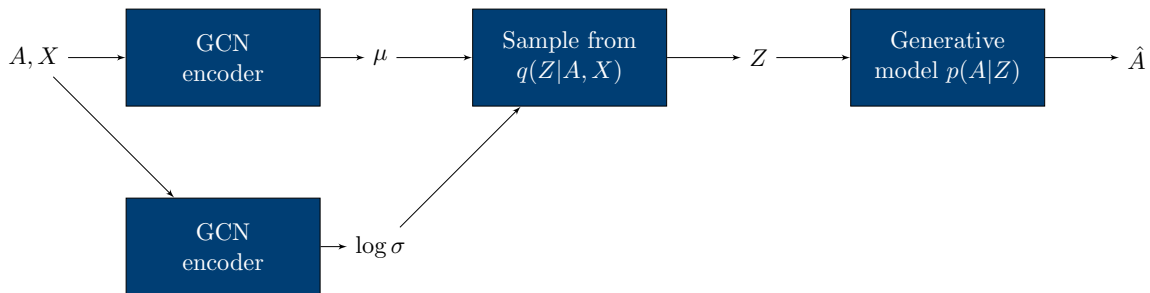 A, X
GCN
encoder
μ
Sample from
q(Z|A, X)
Z
Generative
model p(A|Z)
Â
GCN
encoder
log σ